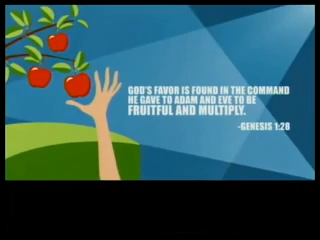 GOD'S FAVOR IS FOUND IN THE COMMAND
HE GAVE TO ADAM AND EVE TO BE
FRUITFUL AND MULTIPLY.
-GENESIS 1:28